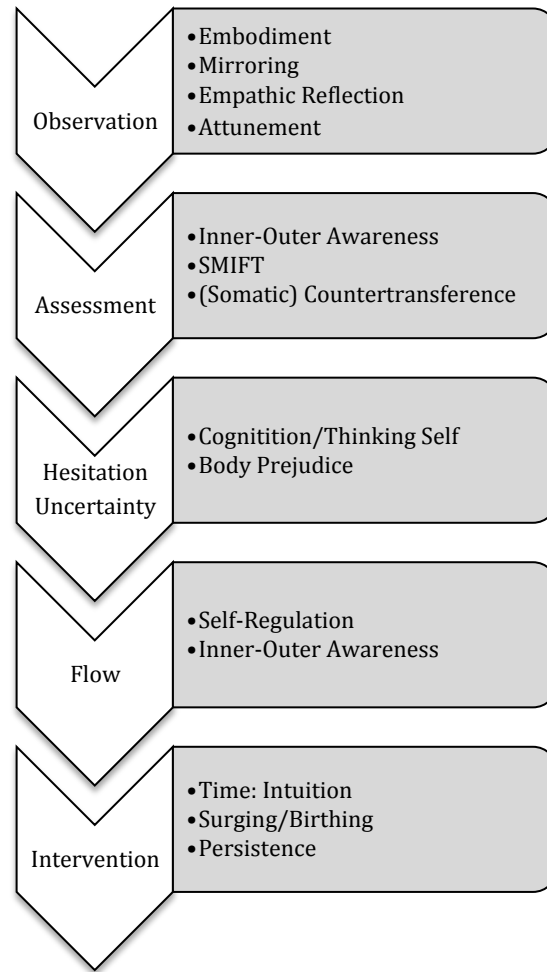 Observation
•Embodiment
•Mirroring
•Empathic Reflection
•Attunement
Assessment
•Inner-Outer Awareness
•SMIFT
•(Somatic) Countertransference
Hesitation
Uncertainty
•Cognitition/Thinking Self
•Body Prejudice
Flow
•Self-Regulation
•Inner-Outer Awareness
Intervention
•Time: Intuition
•Surging/Birthing
•Persistence